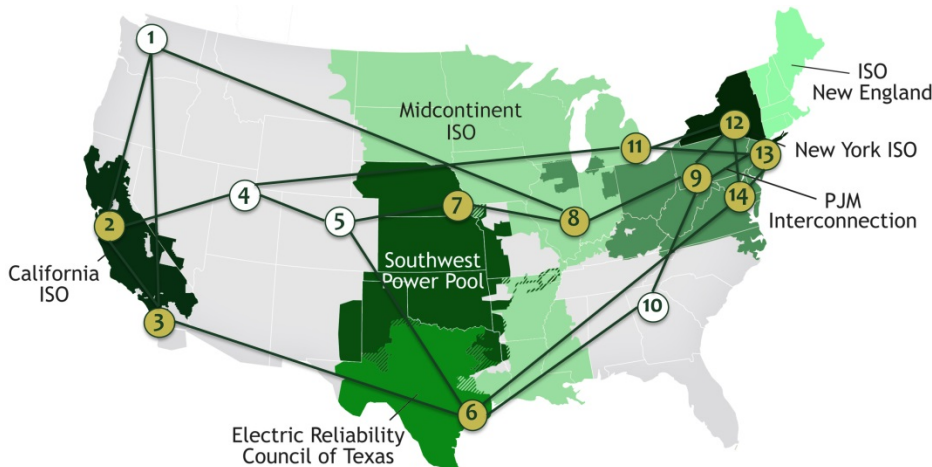 1
ISO
New England
Midcontinent
ISO
12
11
13
New York ISO
9
4
14
PJM
Interconnection
7
5
8
2
Southwest
Power Pool
California
ISO
10
3
6
Electric Reliability
Council of Texas